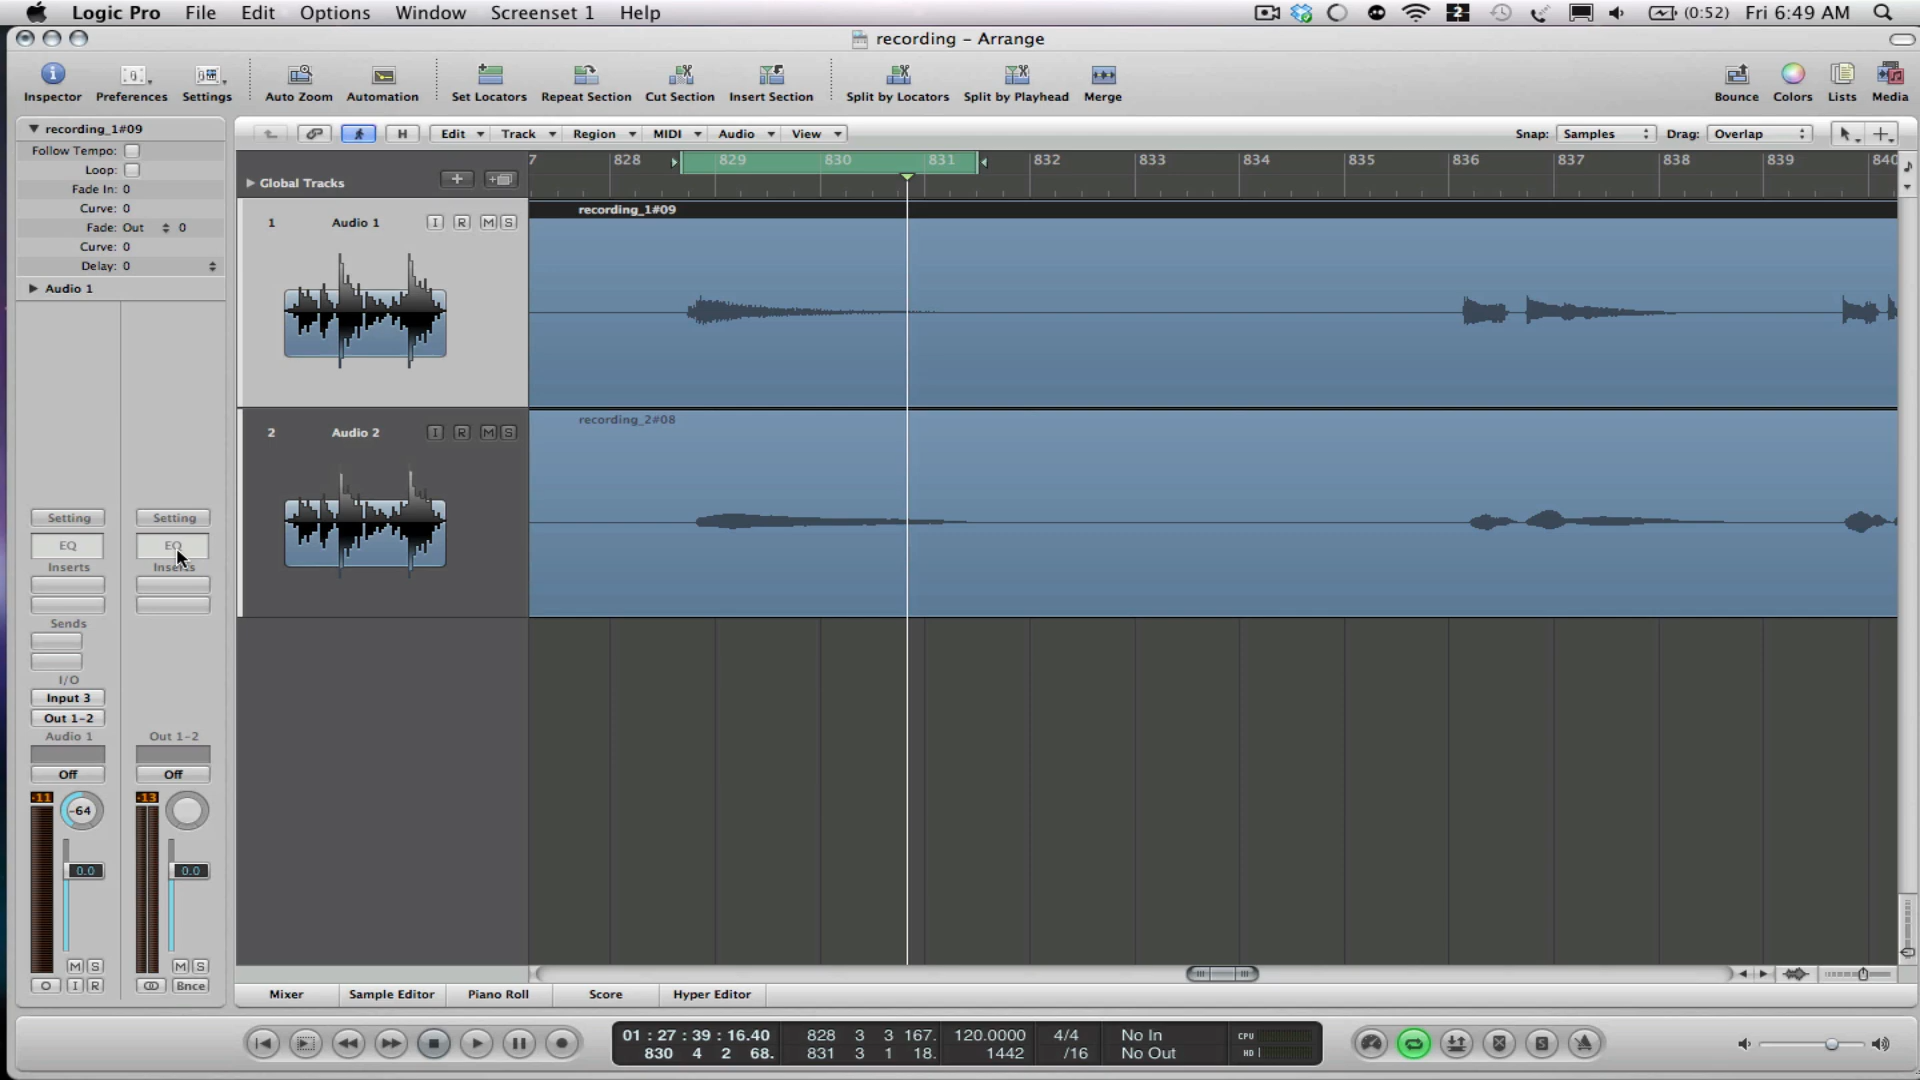 Logic Pro File Edit Options Window Screenset 1 Help 2 (0:52) Fri 6:49 AM
recording - Arrange
Inspector Preferences Settings Auto Zoom Automation Set Locators Repeat Section Cut Section Insert Section Split by Locators Split by Playhead Merge Bounce Colors Lists Media
recording_1#09
H Edit Track Region MIDI Audio View Snap: Samples Drag: Overlap
Follow Tempo:
Loop:
Fade In: 0
Curve: 0
Fade: Out 0
Curve: 0
Delay: 0
Audio 1
7 828 829 830 831 832 833 834 835 836 837 838 839 840
Global Tracks
1 Audio 1 I R M S
recording_1#09
2 Audio 2 I R M S
recording_2#08
Setting Setting
EQ EQ
Inserts Inserts
Sends
I/O
Input 3
Out 1-2
Audio 1 Out 1-2
Off Off
-11 -64 -13
0.0 0.0
M S M S
I R Bnce
Mixer Sample Editor Piano Roll Score Hyper Editor
01 : 27 : 39 : 16.40 828 3 3 167. 120.0000 4/4 No In CPU
830 4 2 68. 831 3 1 18. 1442 /16 No Out HD
S